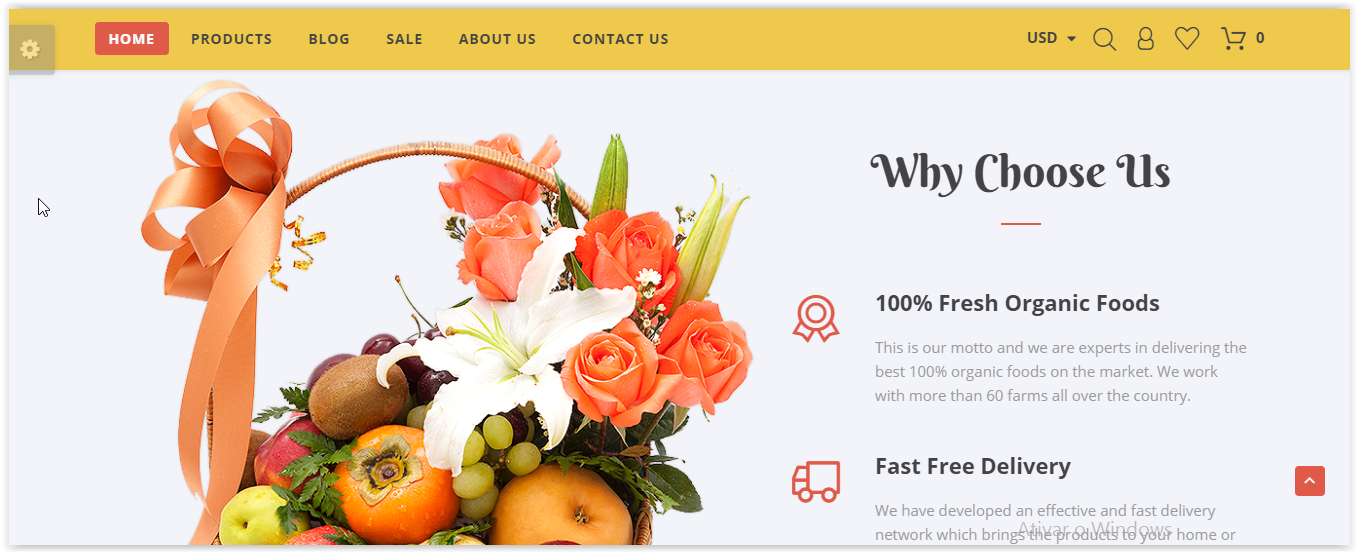 HOME PRODUCTS BLOG SALE ABOUT US CONTACT US USD 0
Why Choose Us
100% Fresh Organic Foods
This is our motto and we are experts in delivering the
best 100% organic foods on the market. We work
with more than 60 farms all over the country.
Fast Free Delivery
We have developed an effective and fast delivery
network which brings the products to your home or
Ativar o Windows